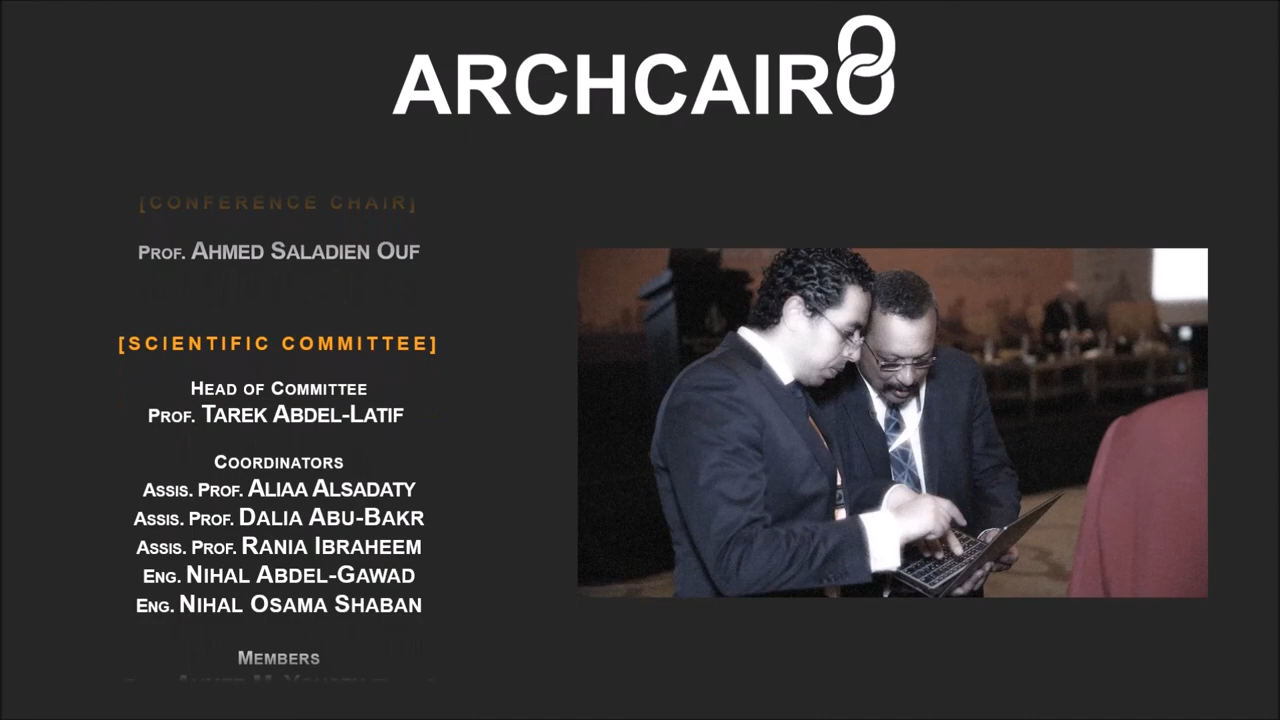 ARCHCAIRO
[CONFERENCE CHAIR]
PROF. AHMED SALADIEN OUF
[SCIENTIFIC COMMITTEE]
HEAD OF COMMITTEE
PROF. TAREK ABDEL-LATIF
COORDINATORS
ASSIS. PROF. ALIAA ALSADATY
ASSIS. PROF. DALIA ABU-BAKR
ASSIS. PROF. RANIA IBRAHEEM
ENG. NIHAL ABDEL-GAWAD
ENG. NIHAL OSAMA SHABAN
MEMBERS